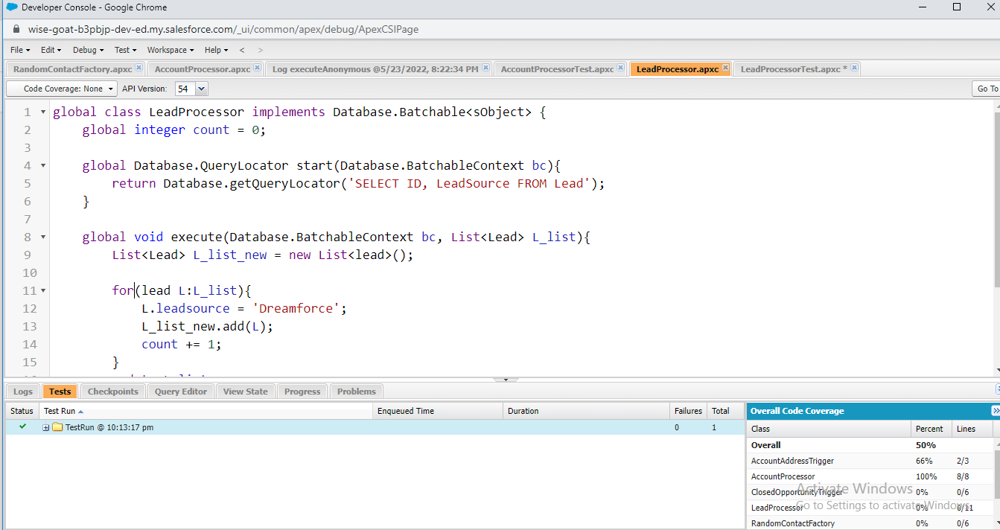 Developer Console - Google Chrome
wise-goat-b3pbjp-dev-ed.my.salesforce.com/_ui/common/apex/debug/ApexCSIPage
File Edit Debug Test Workspace Help < >
RandomContactFactory.apxc AccountProcessor.apxc Log executeAnonymous @5/23/2022, 8:22:34 PM AccountProcessorTest.apxc LeadProcessor.apxc LeadProcessorTest.apxc *
Code Coverage: None API Version: 54 Go To
1 global class LeadProcessor implements Database.Batchable<sObject> {
2 global integer count = 0;
3
4 global Database.QueryLocator start(Database.BatchableContext bc){
5 return Database.getQueryLocator('SELECT ID, LeadSource FROM Lead');
6 }
7
8 global void execute(Database.BatchableContext bc, List<Lead> L_list){
9 List<Lead> L_list_new = new List<lead>();
10
11 for(lead L:L_list){
12 L.leadsource = 'Dreamforce';
13 L_list_new.add(L);
14 count += 1;
15 }
Logs Tests Checkpoints Query Editor View State Progress Problems
Status Test Run Enqueued Time Duration Failures Total
TestRun @ 10:13:17 pm 0 1
Overall Code Coverage
Class Percent Lines
Overall 50%
AccountAddressTrigger 66% 2/3
AccountProcessor 100% 8/8
ClosedOpportunityTrigger 0% 0/6
LeadProcessor 0% 0/11
RandomContactFactory 0% 0/6
Activate Windows
Go to Settings to activate Windows.